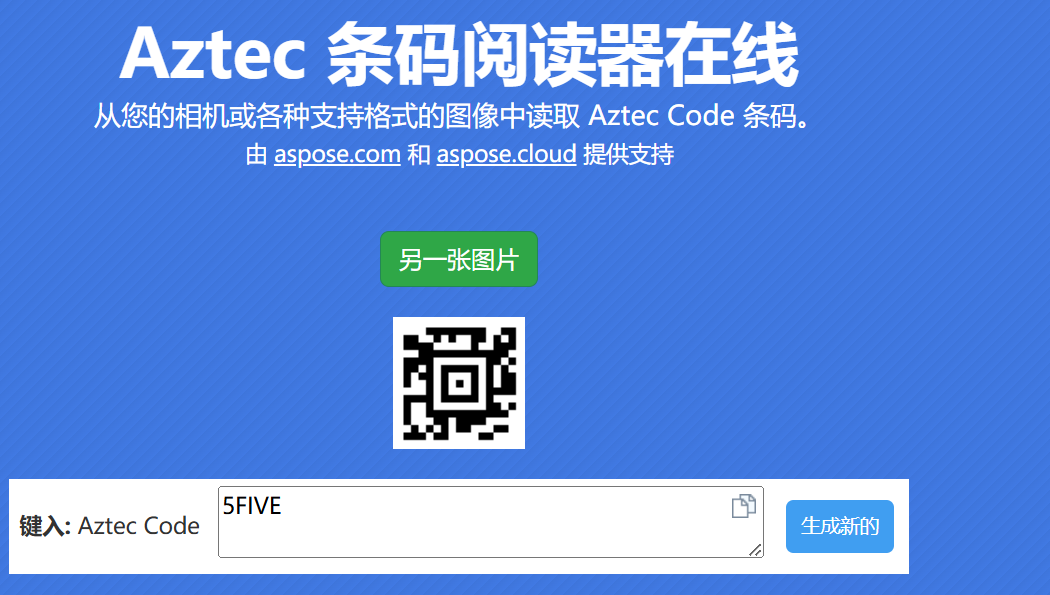 Aztec 条码阅读器在线
从您的相机或各种支持格式的图像中读取 Aztec Code 条码。
由 aspose.com 和 aspose.cloud 提供支持
另一张图片
键入: Aztec Code
5FIVE
生成新的